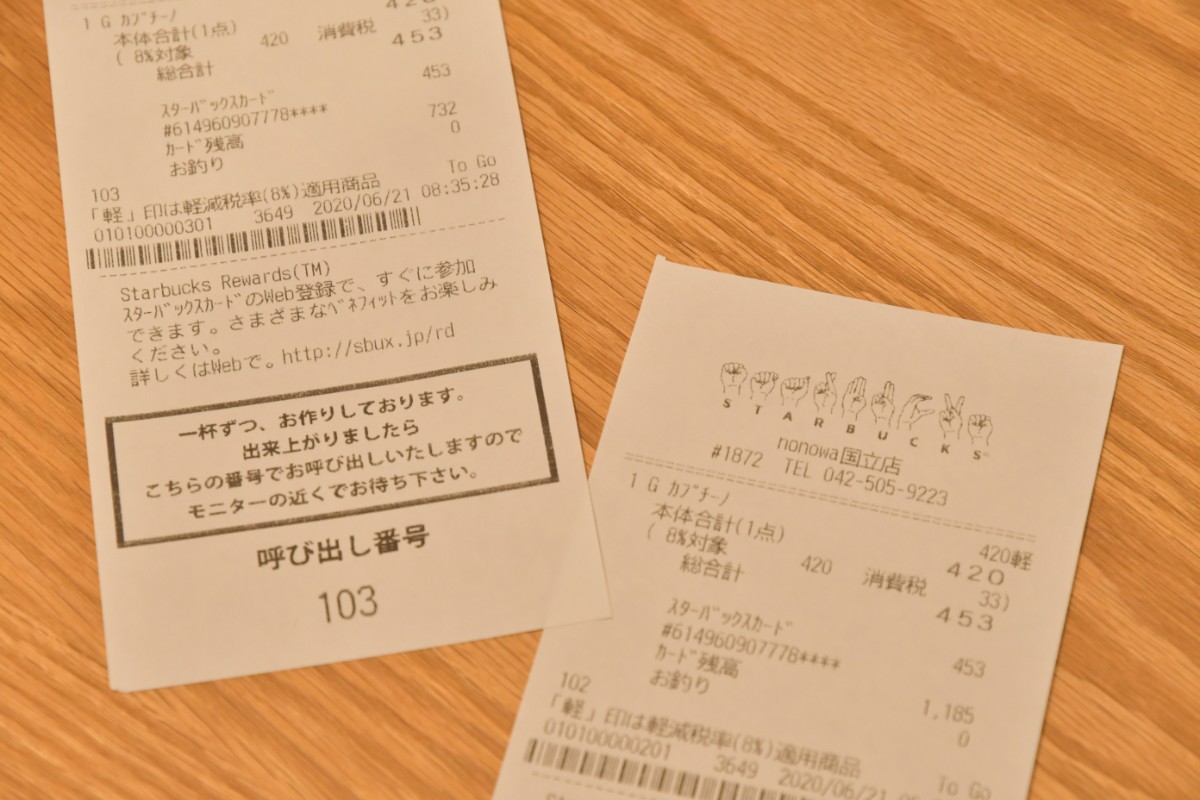 1 G ｶﾌﾟﾁｰﾉ
420
本体合計(1点)
( 8%対象 420 消費税 33)
総合計 453
ｽﾀｰﾊﾞｯｸｽｶｰﾄﾞ 453
#614960907778****
ｶｰﾄﾞ残高 732
お釣り 0
103 To Go
「軽」印は軽減税率(8%)適用商品
010100000301 3649 2020/06/21 08:35:28
Starbucks Rewards(TM)
ｽﾀｰﾊﾞｯｸｽｶｰﾄﾞのWeb登録で、すぐに参加
できます。さまざまなﾍﾞﾈﾌｨｯﾄをお楽しみ
ください。
詳しくはWebで。http://sbux.jp/rd
一杯ずつ、お作りしております。
出来上がりましたら
こちらの番号でお呼び出しいたしますので
モニターの近くでお待ち下さい。
呼び出し番号
103
STARBUCKS
nonowa国立店
#1872 TEL 042-505-9223
1 G ｶﾌﾟﾁｰﾉ 420軽
本体合計(1点) 420
( 8%対象 420 消費税 33)
総合計 453
ｽﾀｰﾊﾞｯｸｽｶｰﾄﾞ 453
#614960907778****
ｶｰﾄﾞ残高 1,185
お釣り 0
102 To Go
「軽」印は軽減税率(8%)適用商品
010100000201 3649 2020/06/21